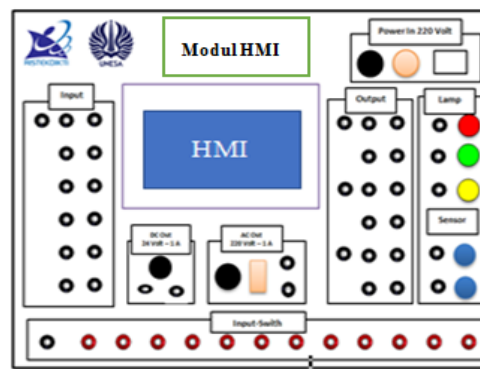 RISTEKDIKTI
UNESA
Modul HMI
Power In 220 Volt
Input
HMI
Output
Lamp
Sensor
DC Out
24 Volt – 1 A
AC Out
220 Volt – 1 A
Input-Swith